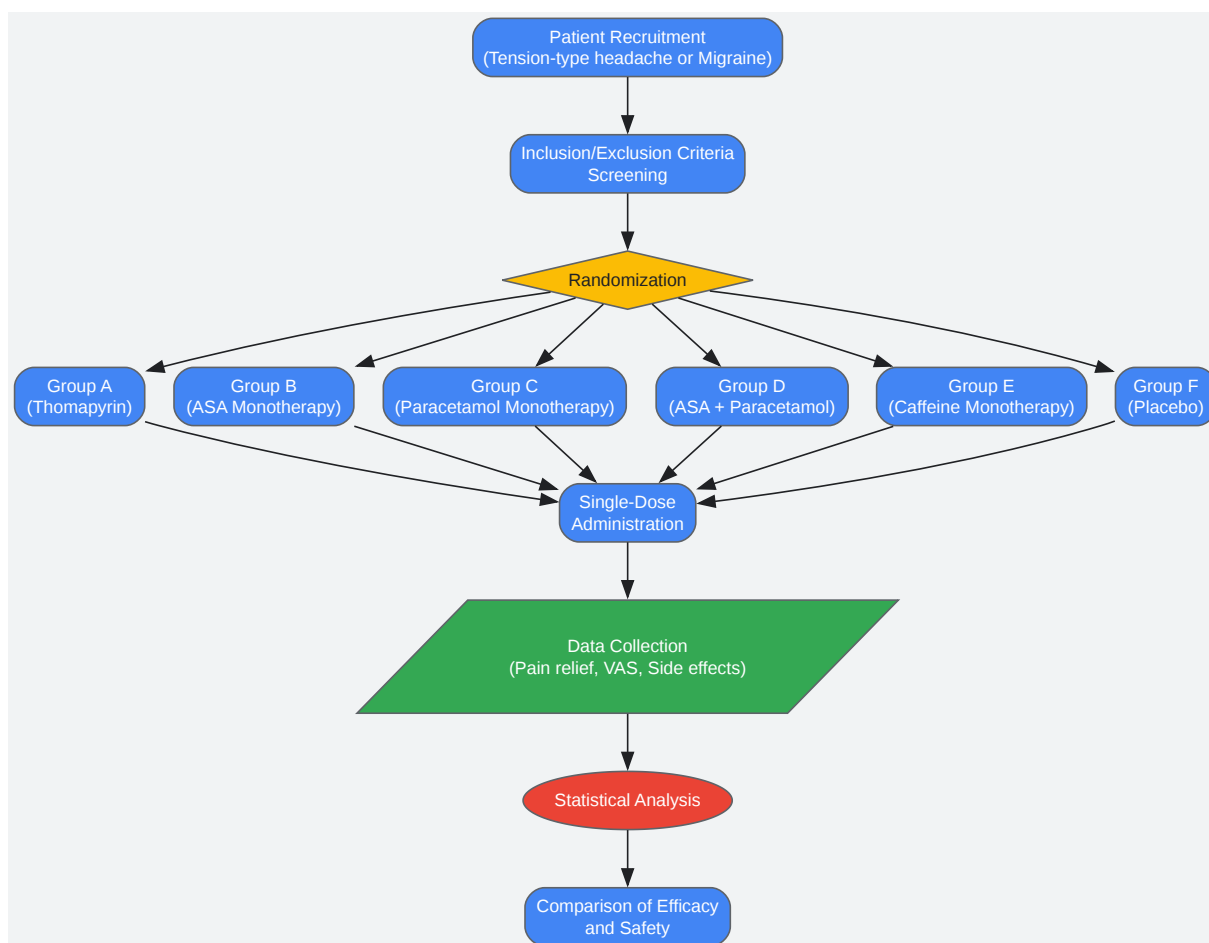 Patient Recruitment
(Tension-type headache or Migraine)
Inclusion/Exclusion Criteria
Screening
Randomization
Group A
(Thomapyrin)
Group B
(ASA Monotherapy)
Group C
(Paracetamol Monotherapy)
Group D
(ASA + Paracetamol)
Group E
(Caffeine Monotherapy)
Group F
(Placebo)
Single-Dose
Administration
Data Collection
(Pain relief, VAS, Side effects)
Statistical Analysis
Comparison of Efficacy
and Safety